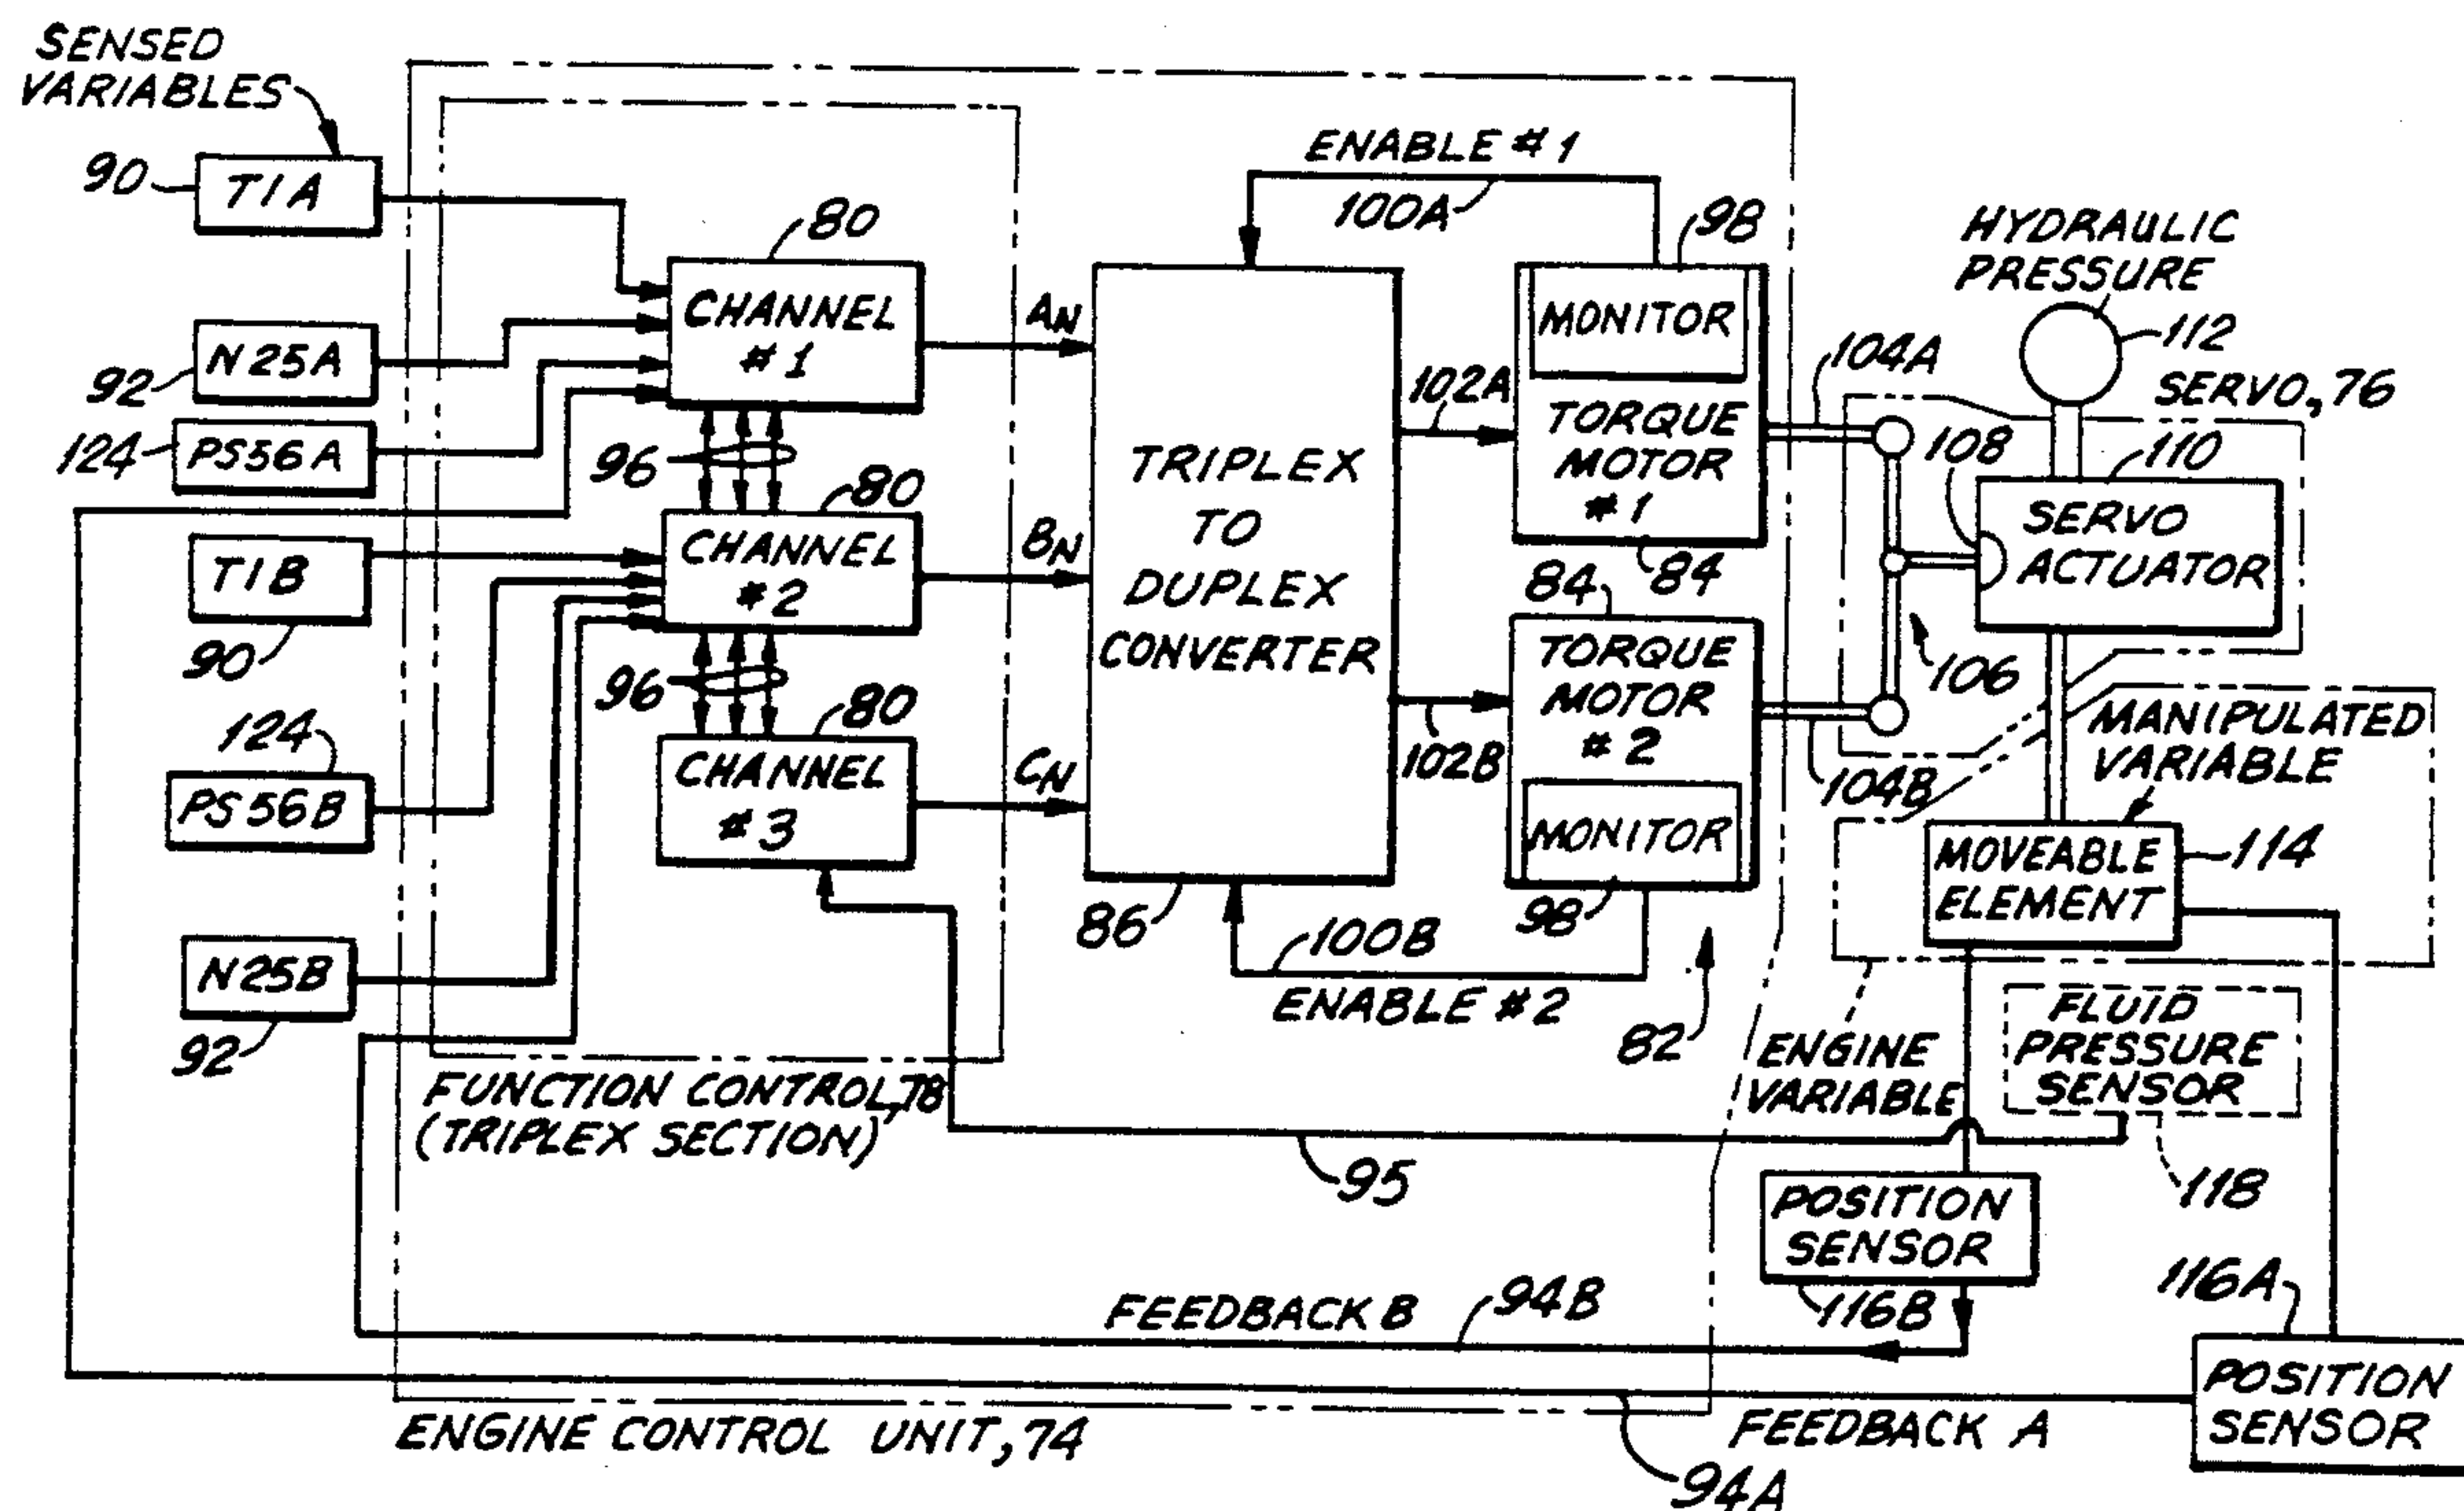 SENSED
VARIABLES
90
T1A
92
N25A
124
PS56A
T1B
90
124
PS56B
N25B
92
80
CHANNEL
#1
96
80
CHANNEL
#2
96
80
CHANNEL
#3
AN
BN
CN
FUNCTION CONTROL, 78
(TRIPLEX SECTION)
ENABLE #1
100A
TRIPLEX
TO
DUPLEX
CONVERTER
86
102A
102B
98
MONITOR
TORQUE
MOTOR
#1
84
84
TORQUE
MOTOR
#2
MONITOR
98
100B
ENABLE #2
82
HYDRAULIC
PRESSURE
112
SERVO, 76
104A
108
110
SERVO
ACTUATOR
106
104B
MANIPULATED
VARIABLE
MOVEABLE
ELEMENT
114
ENGINE
VARIABLE
FLUID
PRESSURE
SENSOR
118
95
POSITION
SENSOR
116B
116A
POSITION
SENSOR
FEEDBACK B
94B
ENGINE CONTROL UNIT, 74
FEEDBACK A
94A